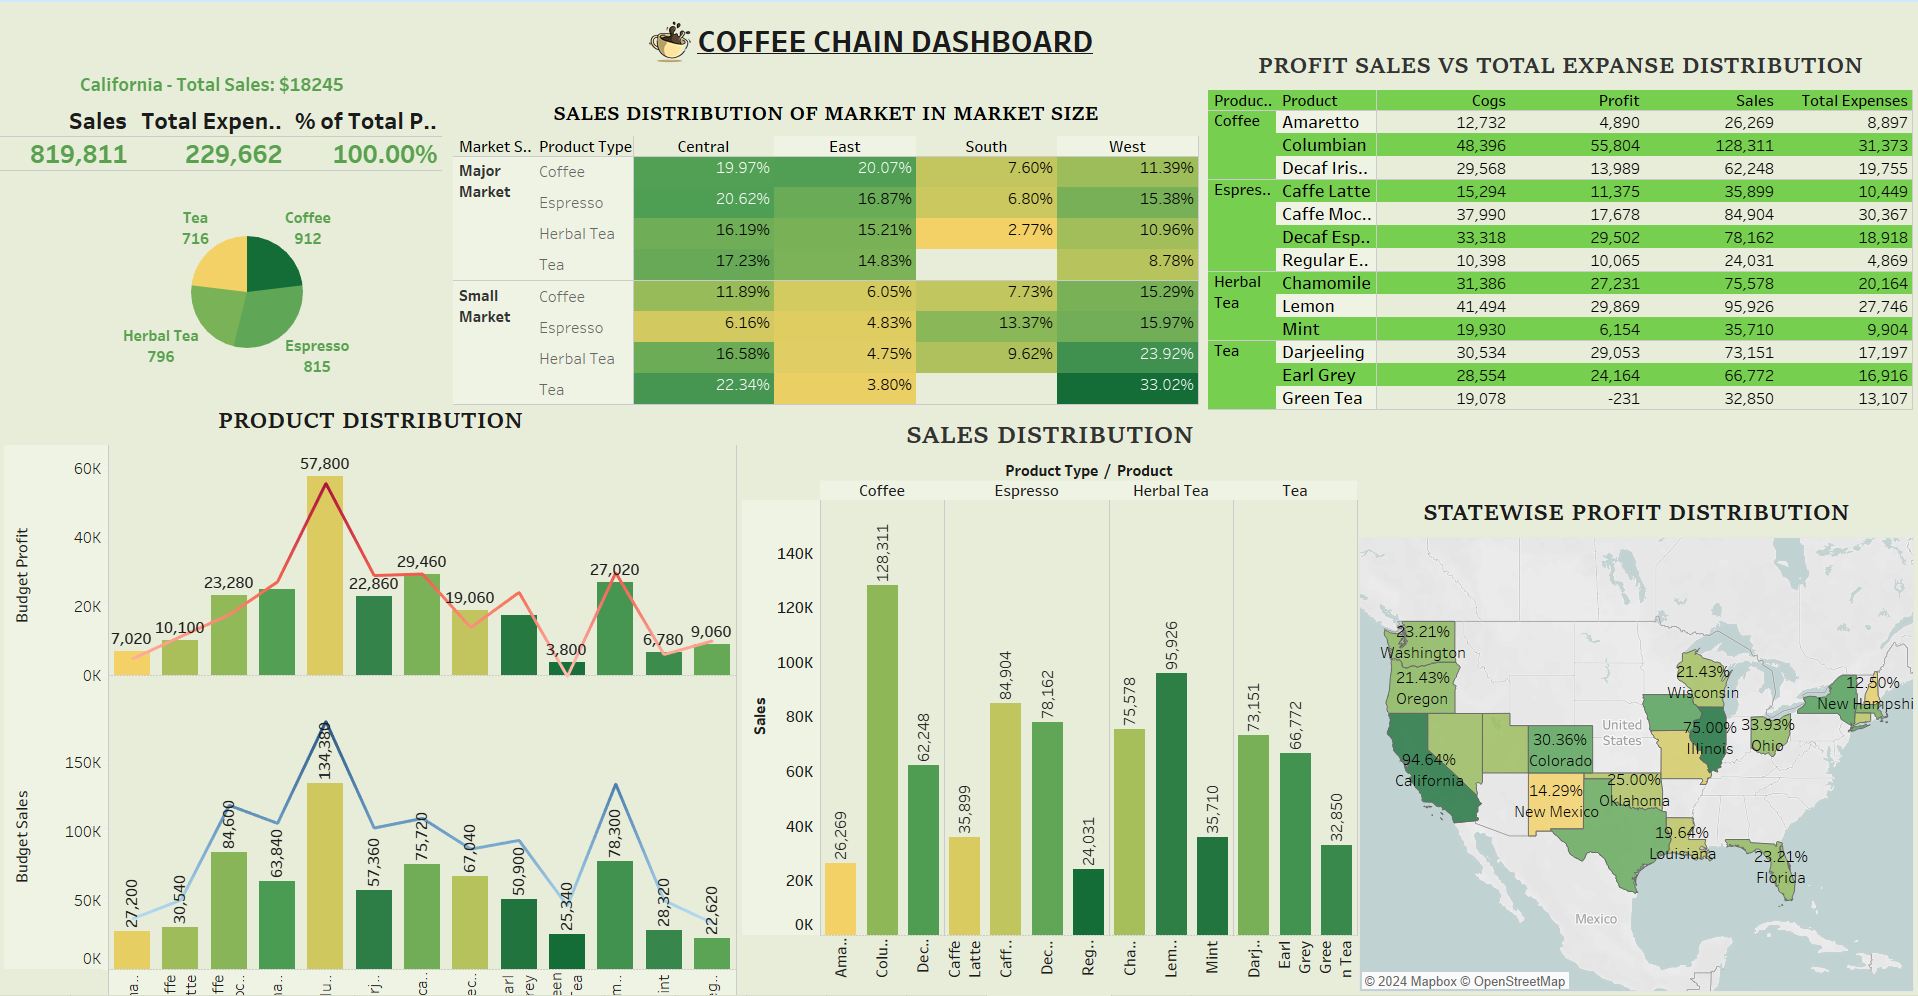 COFFEE CHAIN DASHBOARD
California - Total Sales: $18245
Sales Total Expen.. % of Total P..
819,811 229,662 100.00%
Tea
716
Coffee
912
Herbal Tea
796
Espresso
815
SALES DISTRIBUTION OF MARKET IN MARKET SIZE
Market S.. Product Type Central East South West
Major Market Coffee 19.97% 20.07% 7.60% 11.39%
Espresso 20.62% 16.87% 6.80% 15.38%
Herbal Tea 16.19% 15.21% 2.77% 10.96%
Tea 17.23% 14.83% 8.78%
Small Market Coffee 11.89% 6.05% 7.73% 15.29%
Espresso 6.16% 4.83% 13.37% 15.97%
Herbal Tea 16.58% 4.75% 9.62% 23.92%
Tea 22.34% 3.80% 33.02%
PROFIT SALES VS TOTAL EXPANSE DISTRIBUTION
Produc.. Product Cogs Profit Sales Total Expenses
Coffee Amaretto 12,732 4,890 26,269 8,897
Columbian 48,396 55,804 128,311 31,373
Decaf Iris.. 29,568 13,989 62,248 19,755
Espres.. Caffe Latte 15,294 11,375 35,899 10,449
Caffe Moc.. 37,990 17,678 84,904 30,367
Decaf Esp.. 33,318 29,502 78,162 18,918
Regular E.. 10,398 10,065 24,031 4,869
Herbal Tea Chamomile 31,386 27,231 75,578 20,164
Lemon 41,494 29,869 95,926 27,746
Mint 19,930 6,154 35,710 9,904
Tea Darjeeling 30,534 29,053 73,151 17,197
Earl Grey 28,554 24,164 66,772 16,916
Green Tea 19,078 -231 32,850 13,107
PRODUCT DISTRIBUTION
Budget Profit
60K
40K
20K
0K
7,020 10,100 23,280 57,800 22,860 29,460 19,060 3,800 27,020 6,780 9,060
Budget Sales
150K
100K
50K
0K
27,200 30,540 84,600 63,840 134,380 57,360 75,720 67,040 50,900 25,340 78,300 28,320 22,620
SALES DISTRIBUTION
Product Type / Product
Coffee Espresso Herbal Tea Tea
Sales
140K
120K
100K
80K
60K
40K
20K
0K
26,269 128,311 62,248 35,899 84,904 78,162 24,031 75,578 95,926 35,710 73,151 66,772 32,850
Ama.. Colu.. Dec.. Caffe Latte Caff.. Dec.. Reg.. Cha.. Lem.. Mint Darj.. Earl Grey Gree n Tea
STATEWISE PROFIT DISTRIBUTION
23.21%
Washington
21.43%
Oregon
94.64%
California
30.36%
Colorado
14.29%
New Mexico
25.00%
Oklahoma
19.64%
Louisiana
23.21%
Florida
21.43%
Wisconsin
75.00%
Illinois
33.93%
Ohio
12.50%
New Hampshi
United States
Mexico
© 2024 Mapbox © OpenStreetMap